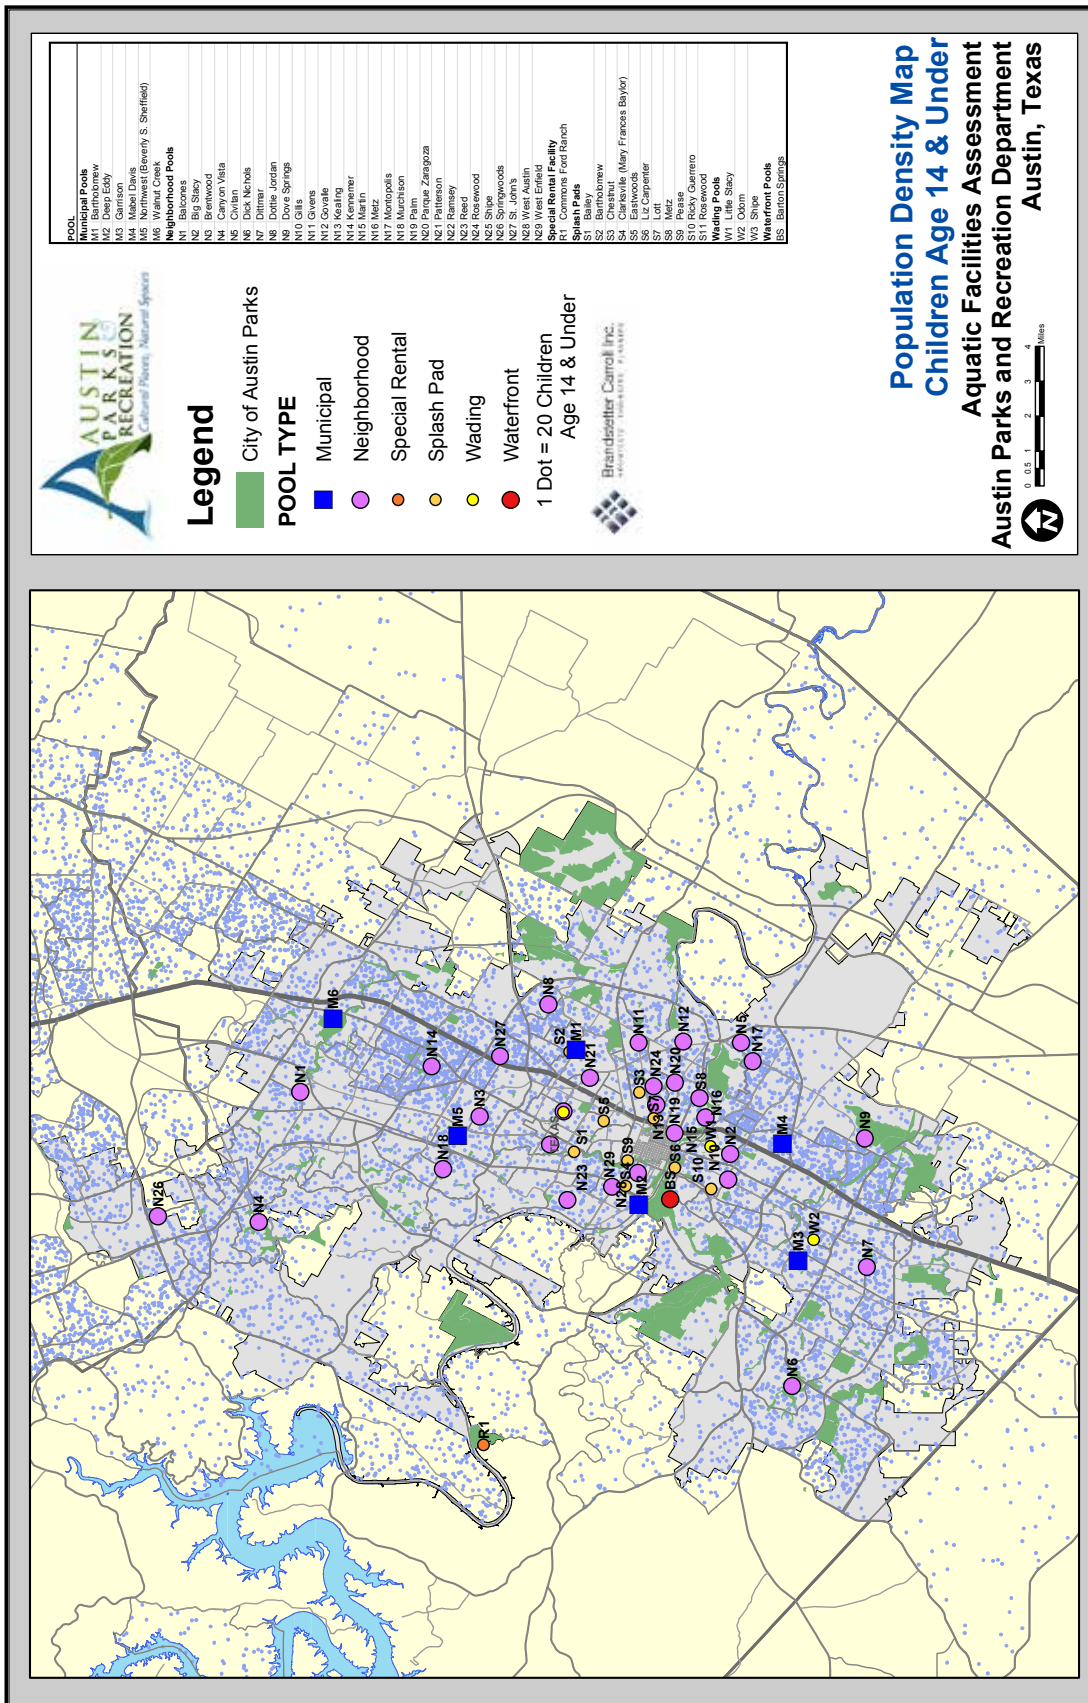 AUSTIN
PARKS &
RECREATION
Cultural Places, Natural Spaces
Legend
City of Austin Parks
POOL TYPE
Municipal
Neighborhood
Special Rental
Splash Pad
Wading
Waterfront
1 Dot = 20 Children
Age 14 & Under
Brandstetter Carroll Inc.
ARCHITECTS · ENGINEERS · PLANNERS
POOL
Municipal Pools
M1 Bartholomew
M2 Deep Eddy
M3 Garrison
M4 Mabel Davis
M5 Northwest (Beverly S. Sheffield)
M6 Walnut Creek
Neighborhood Pools
N1 Balcones
N2 Big Stacy
N3 Brentwood
N4 Canyon Vista
N5 Civitan
N6 Dick Nichols
N7 Dittmar
N8 Dottie Jordan
N9 Dove Springs
N10 Gillis
N11 Givens
N12 Govalle
N13 Kealing
N14 Kennemer
N15 Martin
N16 Metz
N17 Montopolis
N18 Murchison
N19 Palm
N20 Parque Zaragoza
N21 Patterson
N22 Ramsey
N23 Reed
N24 Rosewood
N25 Shipe
N26 Springwoods
N27 St. John's
N28 West Austin
N29 West Enfield
Special Rental Facility
R1 Commons Ford Ranch
Splash Pads
S1 Bailey
S2 Bartholomew
S3 Chestnut
S4 Clarksville (Mary Frances Baylor)
S5 Eastwoods
S6 Liz Carpenter
S7 Lott
S8 Metz
S9 Pease
S10 Ricky Guerrero
S11 Rosewood
Wading Pools
W1 Little Stacy
W2 Odom
W3 Shipe
Waterfront Pools
BS Barton Springs
Population Density Map
Children Age 14 & Under
Aquatic Facilities Assessment
Austin Parks and Recreation Department
Austin, Texas
N
0 0.5 1 2 3 4
Miles
N26
N4
N1
M6
N18
M5
N3
N14
N27
N8
S2
M1
N21
S1
S5
N23
N29
S4
S9
N28
M2
BS
S6
S3
N11
N24
S7
N13
N19
N20
N12
S8
N16
N15
W1
N10
S10
N2
N5
N17
M4
N9
M3
W2
N7
N6
R1